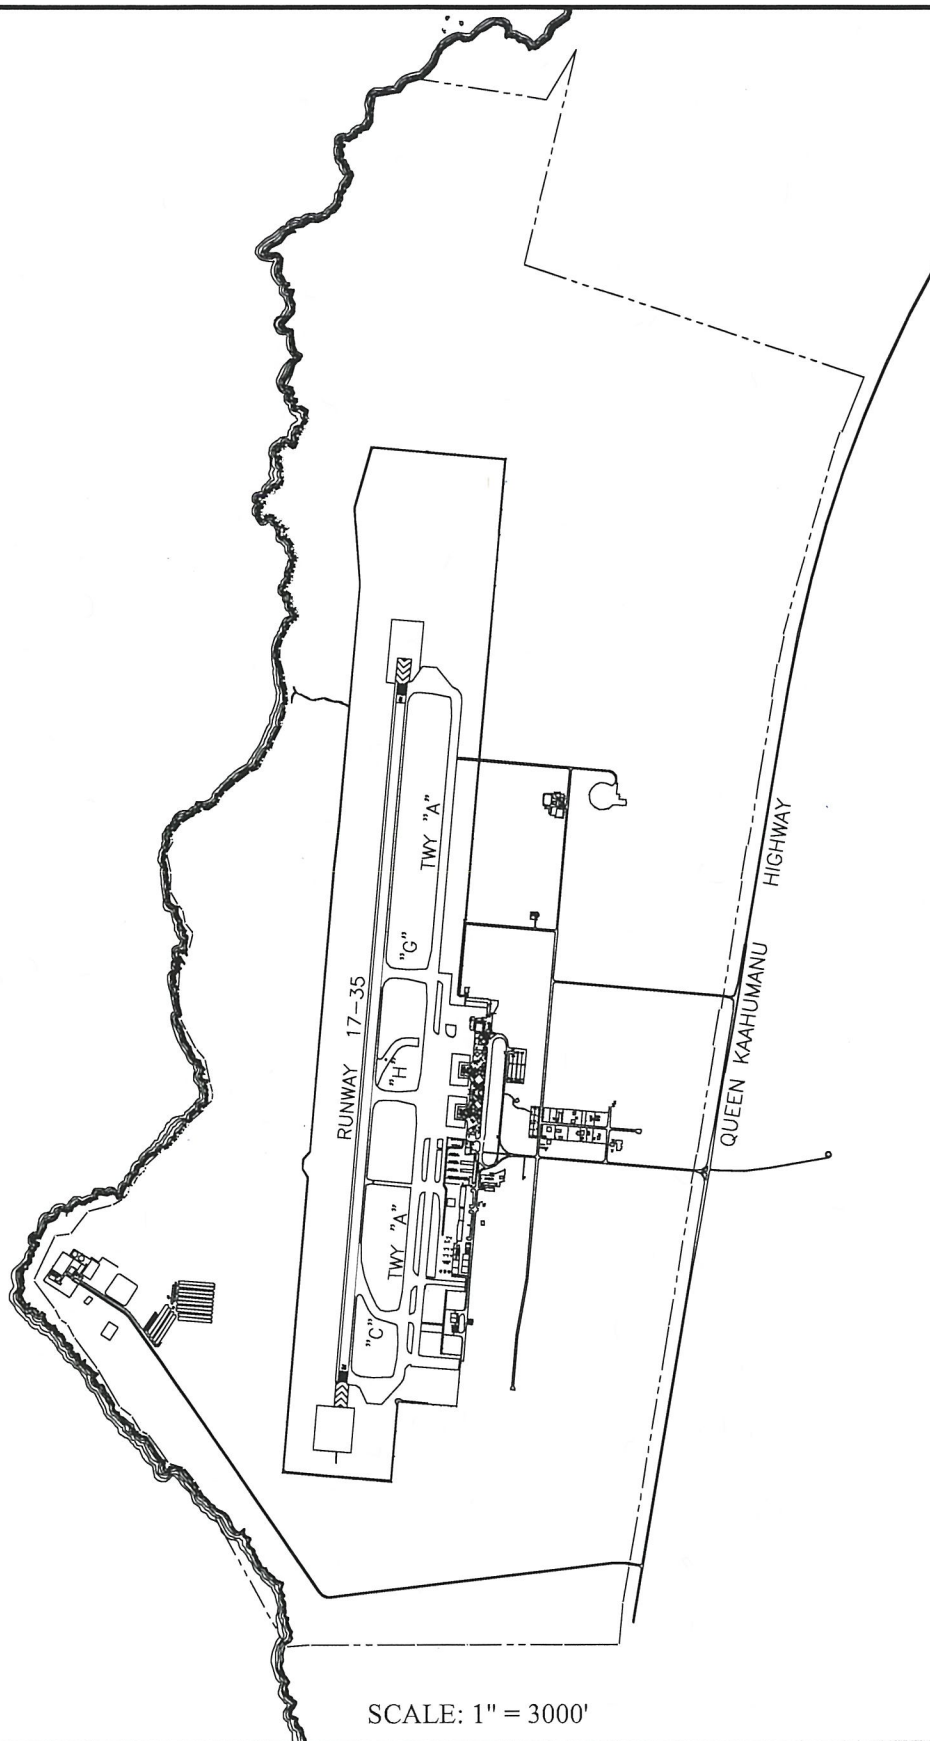 TWY "A"
"G"
HIGHWAY
RUNWAY 17-35
"H"
QUEEN KAAHUMANU
TWY "A"
"C"
SCALE: 1" = 3000'